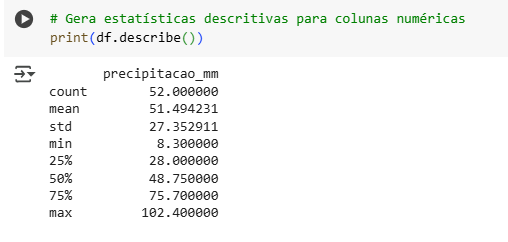 # Gera estatísticas descritivas para colunas numéricas
print(df.describe())
precipitacao_mm
count 52.000000
mean 51.494231
std 27.352911
min 8.300000
25% 28.000000
50% 48.750000
75% 75.700000
max 102.400000